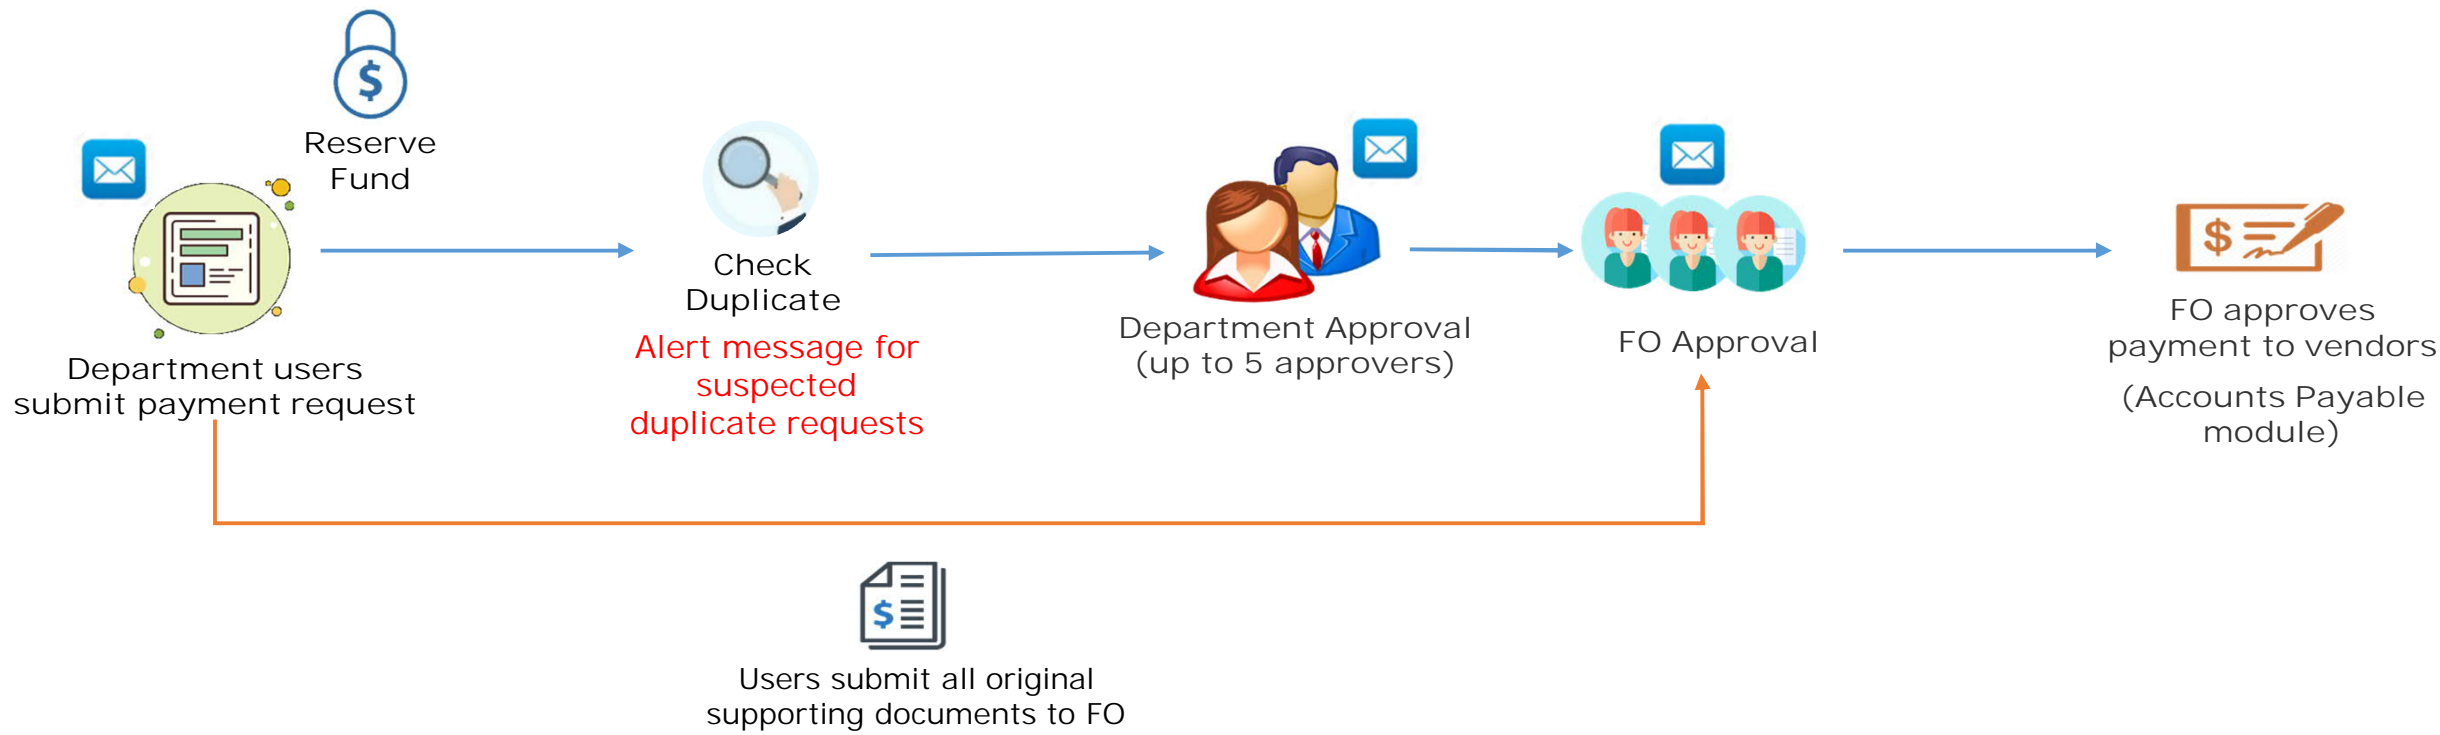 Reserve
Fund
Department users
submit payment request
Check
Duplicate
Alert message for
suspected
duplicate requests
Department Approval
(up to 5 approvers)
FO Approval
FO approves
payment to vendors
(Accounts Payable
module)
Users submit all original
supporting documents to FO